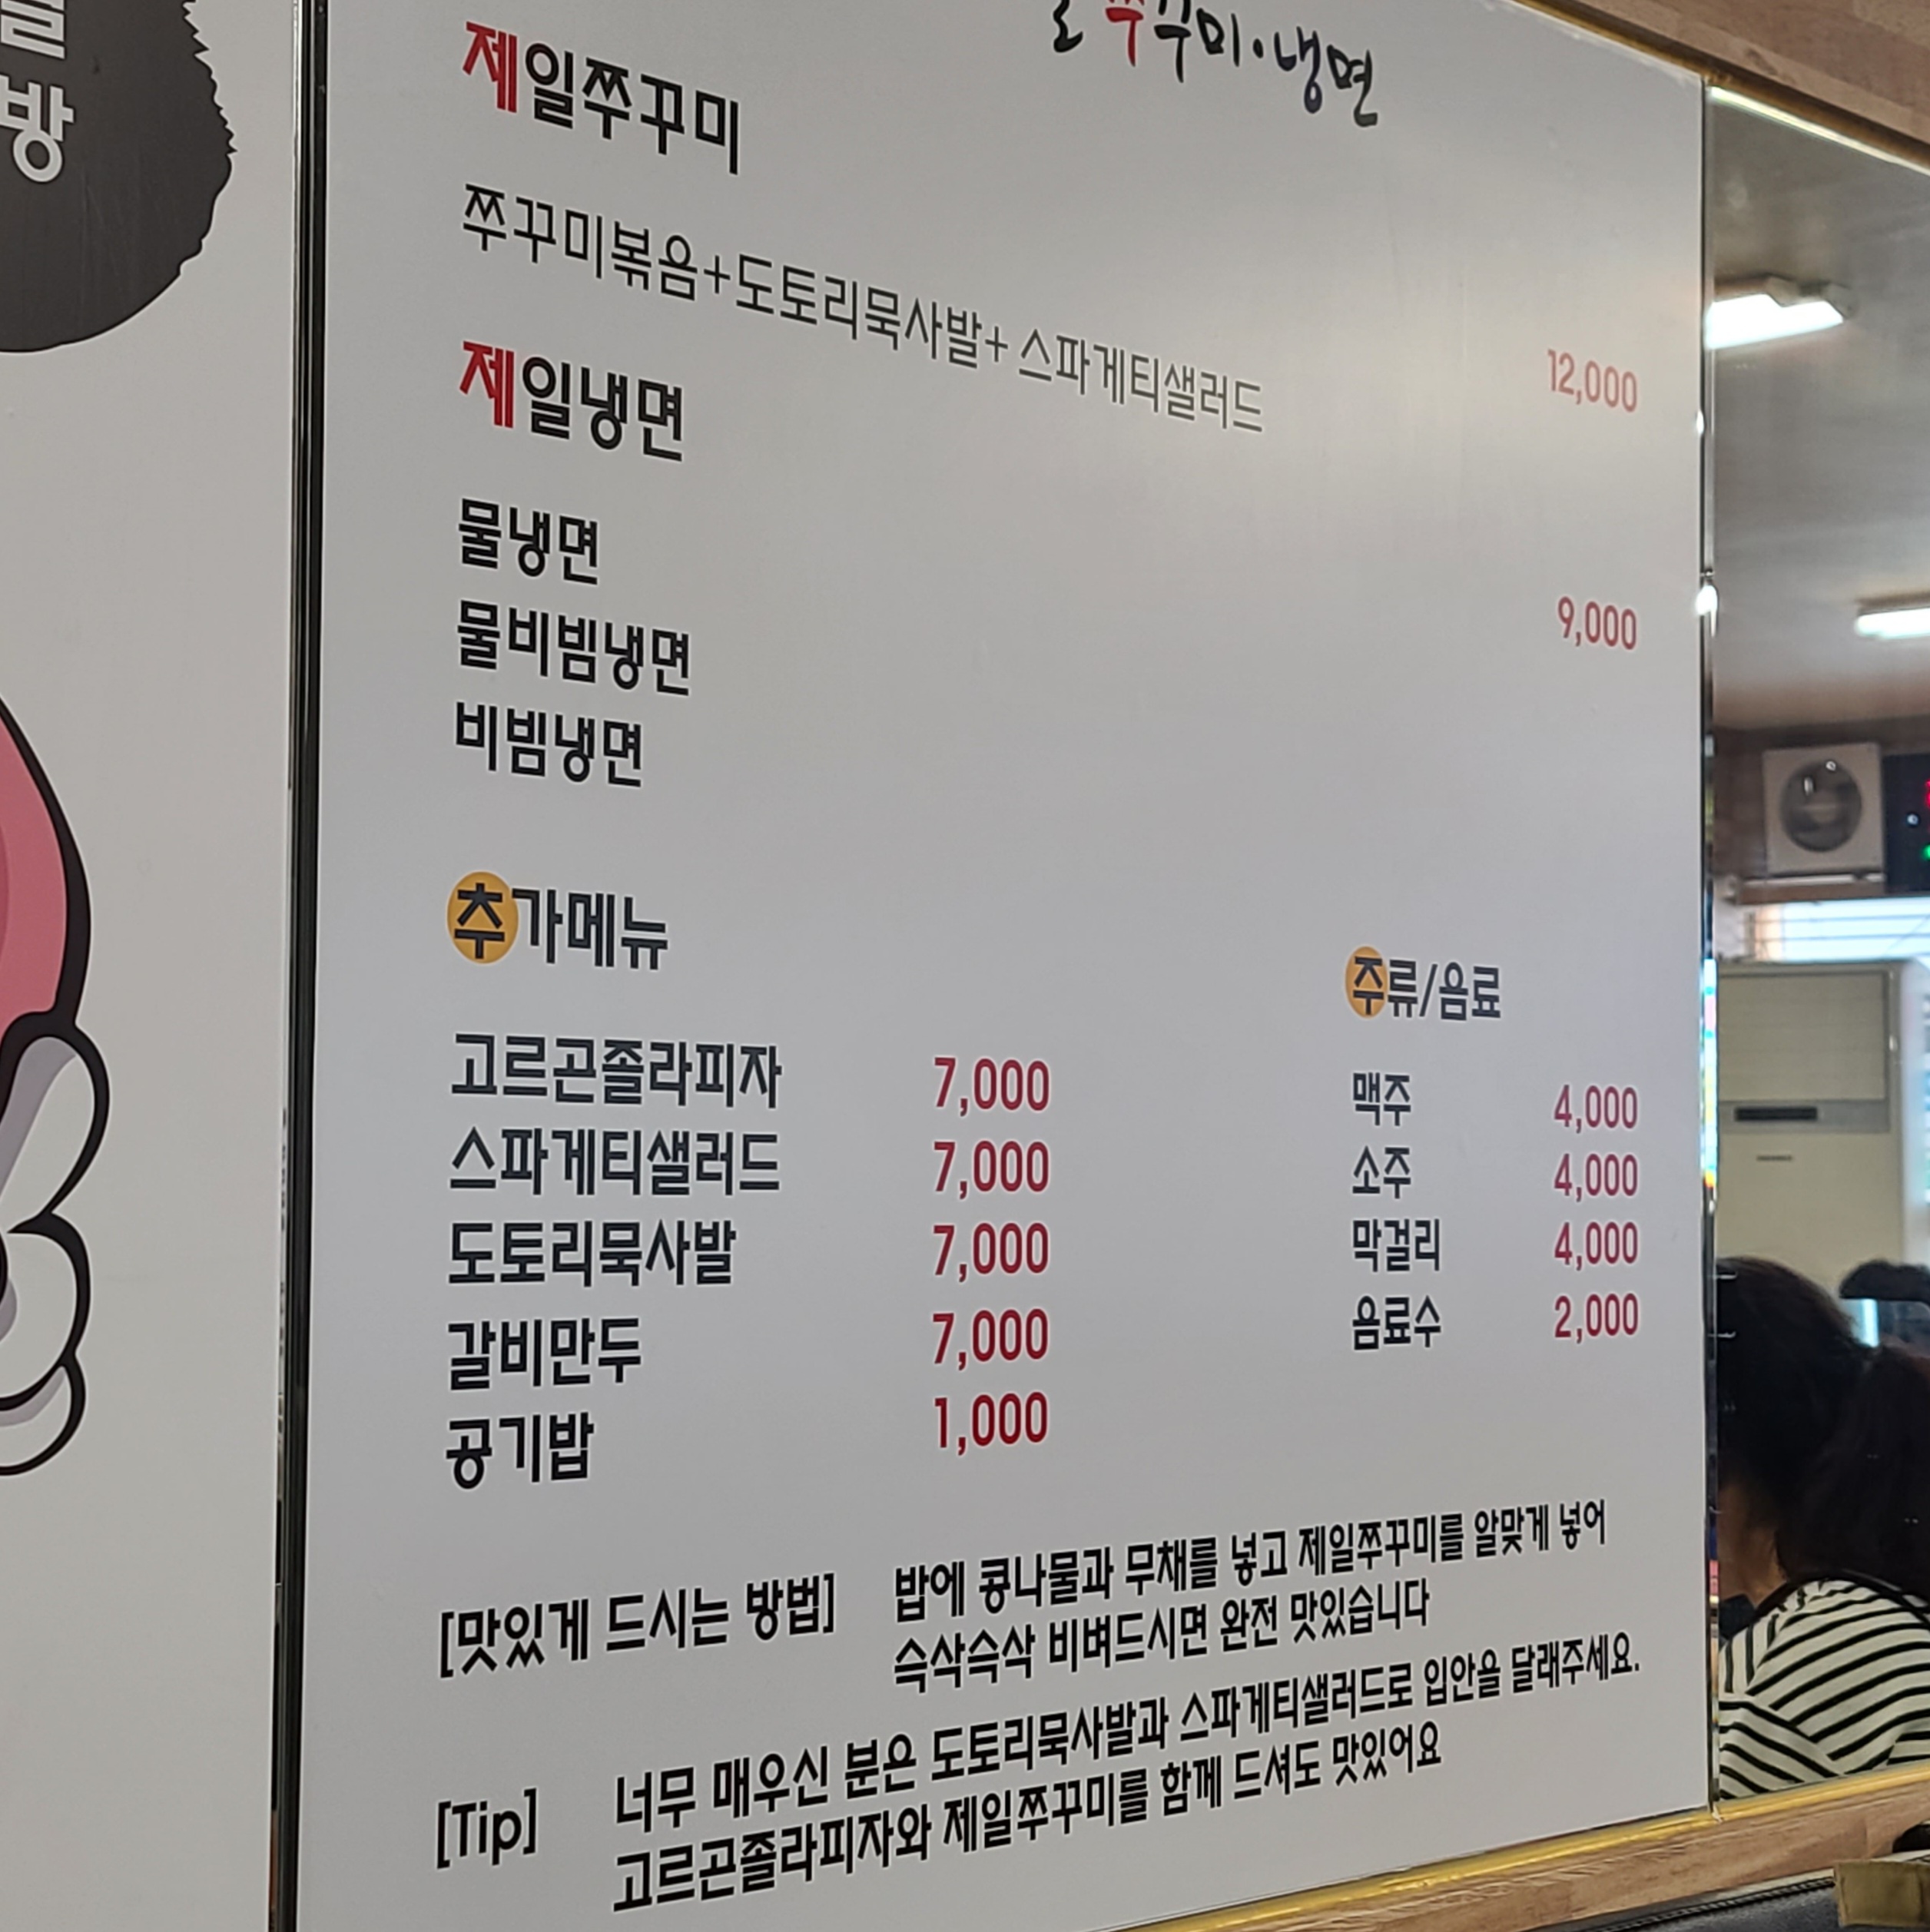 방
쭈꾸미·냉면
제일쭈꾸미
쭈꾸미볶음+도토리묵사발+ 스파게티샐러드 12,000
제일냉면
물냉면 9,000
물비빔냉면
비빔냉면
추가메뉴
고르곤졸라피자 7,000
스파게티샐러드 7,000
도토리묵사발 7,000
갈비만두 7,000
공기밥 1,000
주류/음료
맥주 4,000
소주 4,000
막걸리 4,000
음료수 2,000
[맛있게 드시는 방법] 밥에 콩나물과 무채를 넣고 제일쭈꾸미를 알맞게 넣어
슥삭슥삭 비벼드시면 완전 맛있습니다
[Tip] 너무 매우신 분은 도토리묵사발과 스파게티샐러드로 입안을 달래주세요.
고르곤졸라피자와 제일쭈꾸미를 함께 드셔도 맛있어요